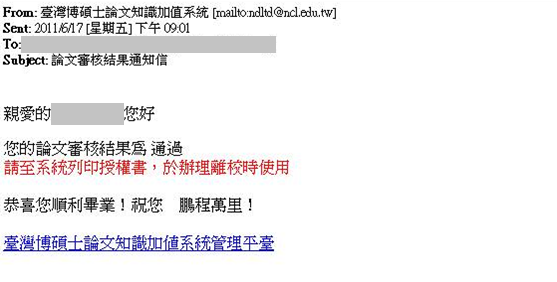 From: 臺灣博碩士論文知識加值系統 [mailto:ndltd@ncl.edu.tw]
Sent: 2011/6/17 [星期五] 下午 09:01
To:
Subject: 論文審核結果通知信
親愛的 您好
您的論文審核結果為 通過
請至系統列印授權書，於辦理離校時使用
恭喜您順利畢業！祝您　鵬程萬里！
臺灣博碩士論文知識加值系統管理平臺